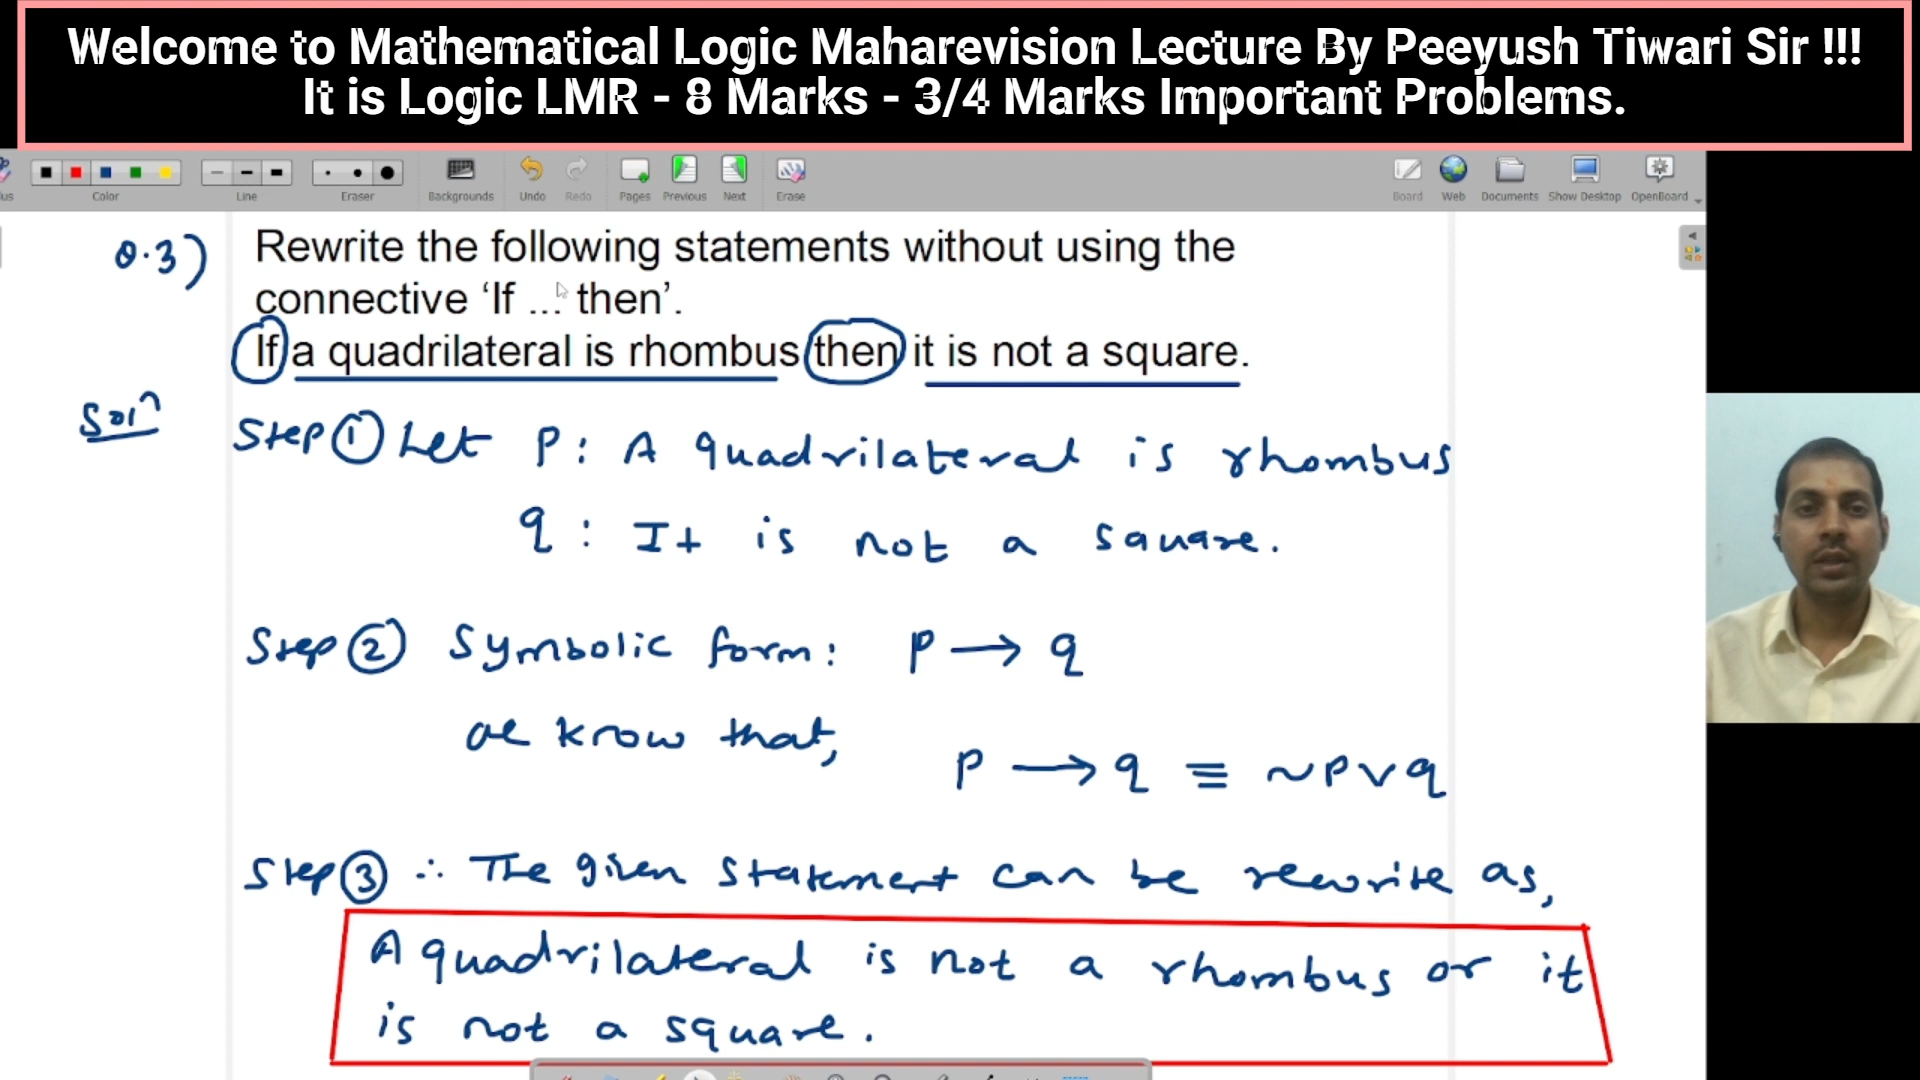 Welcome to Mathematical Logic Maharevision Lecture By Peeyush Tiwari Sir !!!
It is Logic LMR - 8 Marks - 3/4 Marks Important Problems.
Color Line Eraser Backgrounds Undo Redo Pages Previous Next Erase Board Web Documents Show Desktop OpenBoard
Q.3) Rewrite the following statements without using the
connective ‘If ... then’.
If a quadrilateral is rhombus then it is not a square.
Solⁿ
Step ① Let P : A quadrilateral is rhombus
q : It is not a square.
Step ② Symbolic form : p → q
we know that,
p → q ≡ ~p ∨ q
Step ③ ∴ The given statement can be rewrite as,
A quadrilateral is not a rhombus or it
is not a square.